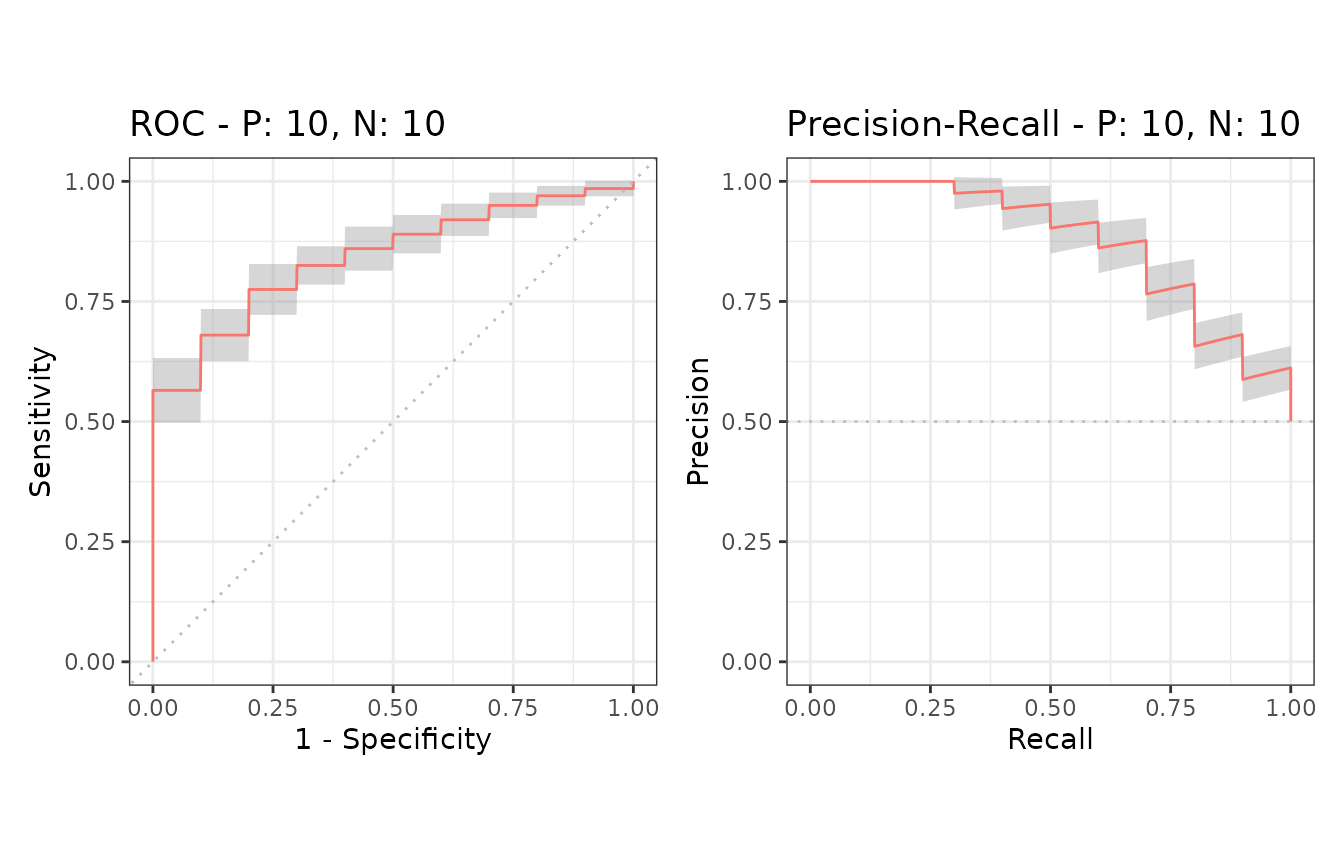 ROC - P: 10, N: 10
1.00
0.75
0.50
0.25
0.00
Sensitivity
0.00 0.25 0.50 0.75 1.00
1 - Specificity
Precision-Recall - P: 10, N: 10
1.00
0.75
0.50
0.25
0.00
Precision
0.00 0.25 0.50 0.75 1.00
Recall